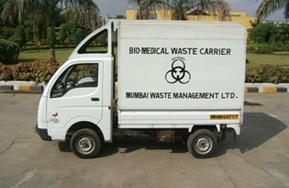 BIO-MEDICAL WASTE CARRIER
MUMBAI WASTE MANAGEMENT LTD.